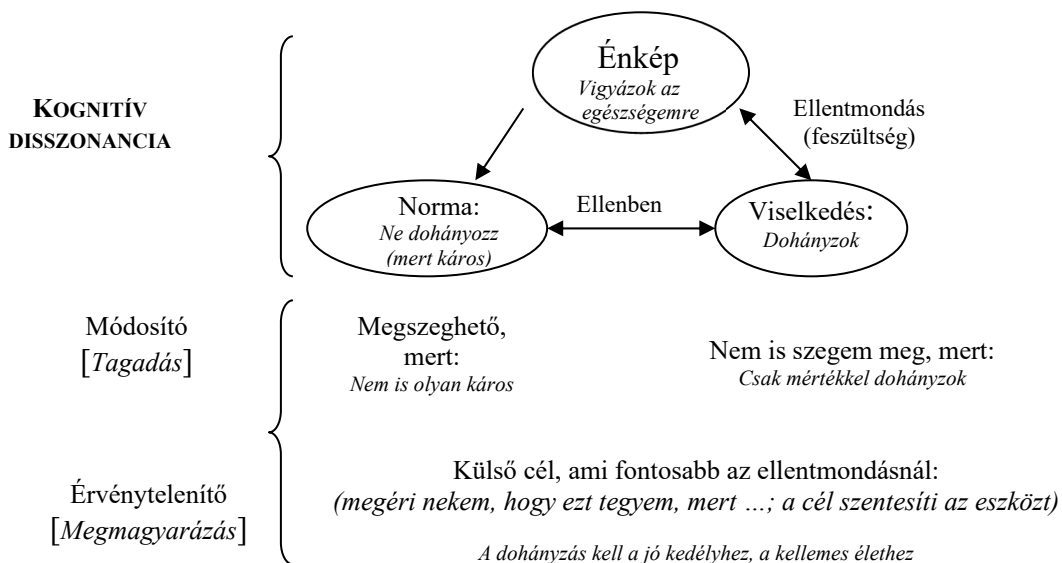 Énkép
Vigyázok az
egészségemre
KOGNITÍV
DISSZONANCIA
Ellentmondás
(feszültség)
Norma:
Ne dohányozz
(mert káros)
Ellenben
Viselkedés:
Dohányzok
Módosító
[Tagadás]
Megszeghető,
mert:
Nem is olyan káros
Nem is szegem meg, mert:
Csak mértékkel dohányzok
Érvénytelenítő
[Megmagyarázás]
Külső cél, ami fontosabb az ellentmondásnál:
(megéri nekem, hogy ezt tegyem, mert …; a cél szentesíti az eszközt)
A dohányzás kell a jó kedélyhez, a kellemes élethez